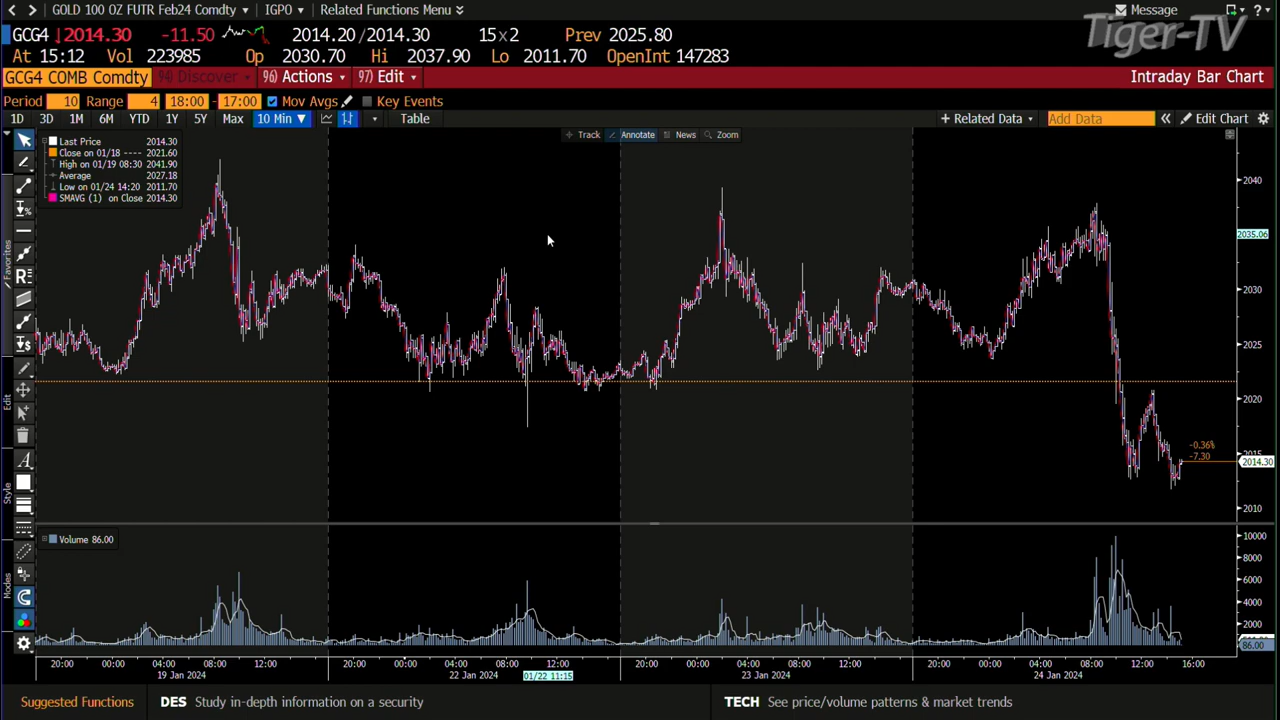 GOLD 100 OZ FUTR Feb24 Comdty IGPO Related Functions Menu Message
Tiger-TV
GCG4 2014.30 -11.50 2014.20/2014.30 15x2 Prev 2025.80
At 15:12 Vol 223985 Op 2030.70 Hi 2037.90 Lo 2011.70 OpenInt 147283
GCG4 COMB Comdty 94) Discover 96) Actions 97) Edit Intraday Bar Chart
Period 10 Range 4 18:00 - 17:00 Mov Avgs Key Events
1D 3D 1M 6M YTD 1Y 5Y Max 10 Min ▼ Table + Related Data Add Data « Edit Chart
Track Annotate News Zoom
Last Price 2014.30
Close on 01/18 ---- 2021.60
High on 01/19 08:30 2041.90
Average 2027.18
Low on 01/24 14:20 2011.70
SMAVG (1) on Close 2014.30
Favorites
Edit
Style
Modes
2040
2035.06
2030
2025
2020
-0.36%
-7.30
2015
2014.30
2010
Volume 86.00
10000
8000
6000
4000
2000
86.00
20:00 00:00 04:00 08:00 12:00 20:00 00:00 04:00 08:00 12:00 20:00 00:00 04:00 08:00 12:00 20:00 00:00 04:00 08:00 12:00 16:00
19 Jan 2024 22 Jan 2024 01/22 11:15 23 Jan 2024 24 Jan 2024
Suggested Functions DES Study in-depth information on a security TECH See price/volume patterns & market trends